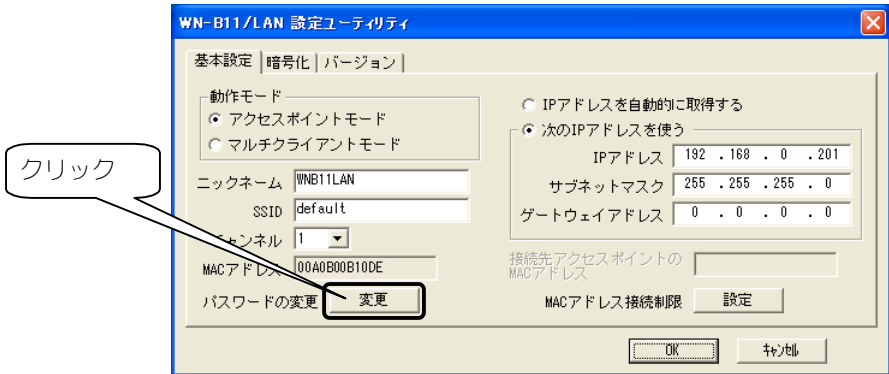 WN-B11/LAN 設定ユーティリティ
基本設定 暗号化 バージョン
動作モード
アクセスポイントモード
マルチクライアントモード
クリック
ニックネーム WNB11LAN
SSID default
チャンネル 1
MACアドレス 00A0B00B10DE
パスワードの変更 変更
IPアドレスを自動的に取得する
次のIPアドレスを使う
IPアドレス 192 .168 . 0 .201
サブネットマスク 255 .255 .255 . 0
ゲートウェイアドレス 0 . 0 . 0 . 0
接続先アクセスポイントの
MACアドレス
MACアドレス接続制限 設定
OK キャンセル